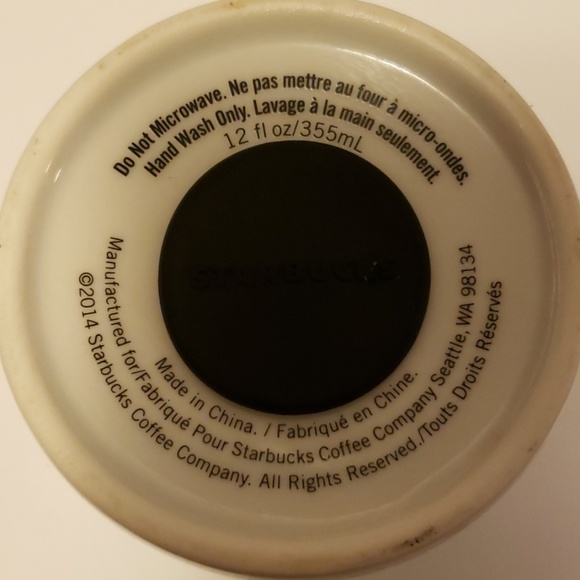 Do Not Microwave. Ne pas mettre au four à micro-ondes.
Hand Wash Only. Lavage à la main seulement.
12 fl oz/355mL
STARBUCKS
Made in China. / Fabriqué en Chine.
Manufactured for/Fabriqué Pour Starbucks Coffee Company Seattle, WA 98134
©2014 Starbucks Coffee Company. All Rights Reserved./Touts Droits Réservés